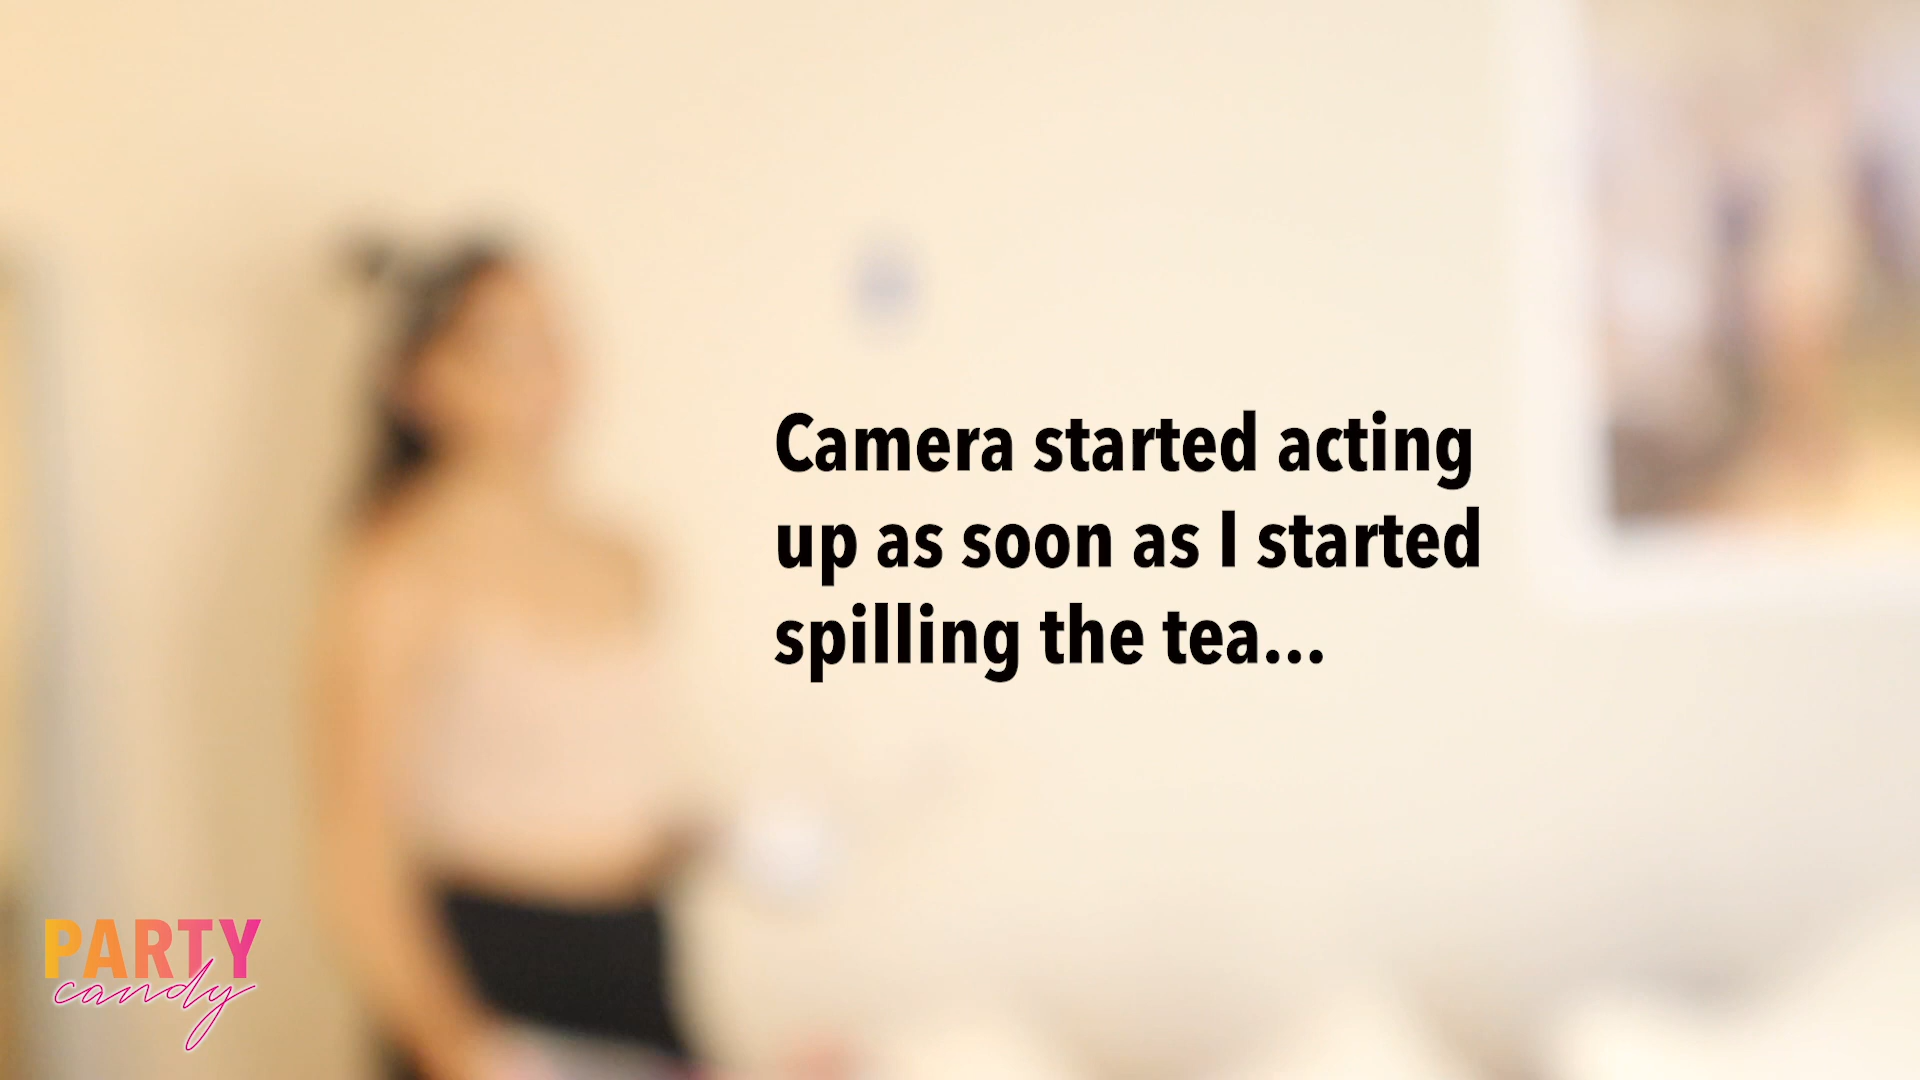 Camera started acting
up as soon as I started
spilling the tea...
PARTY
candy